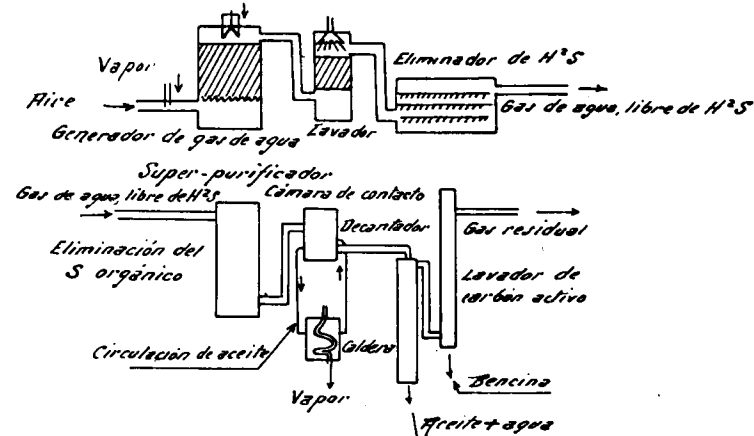 Vapor
Aire
Generador de gas de agua
Lavador
Eliminador de H²S
Gas de agua, libre de H²S
Super-purificador
Gas de agua, libre de H²S
Eliminación del
S orgánico
Cámara de contacto
Decantador
Gas residual
Lavador de
carbón activo
Circulación de aceite
Caldera
Vapor
Bencina
Aceite + agua